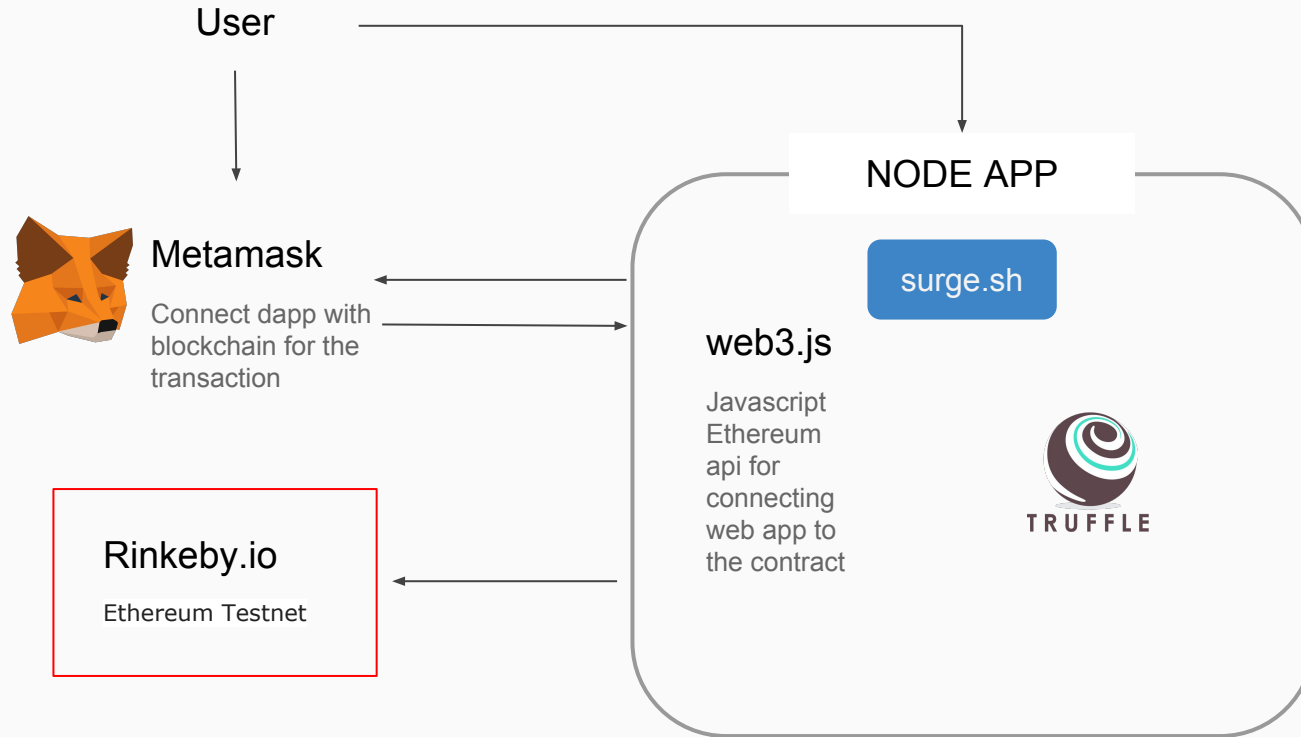 User
NODE APP
surge.sh
Metamask
Connect dapp with
blockchain for the
transaction
web3.js
Javascript
Ethereum
api for
connecting
web app to
the contract
TRUFFLE
Rinkeby.io
Ethereum Testnet